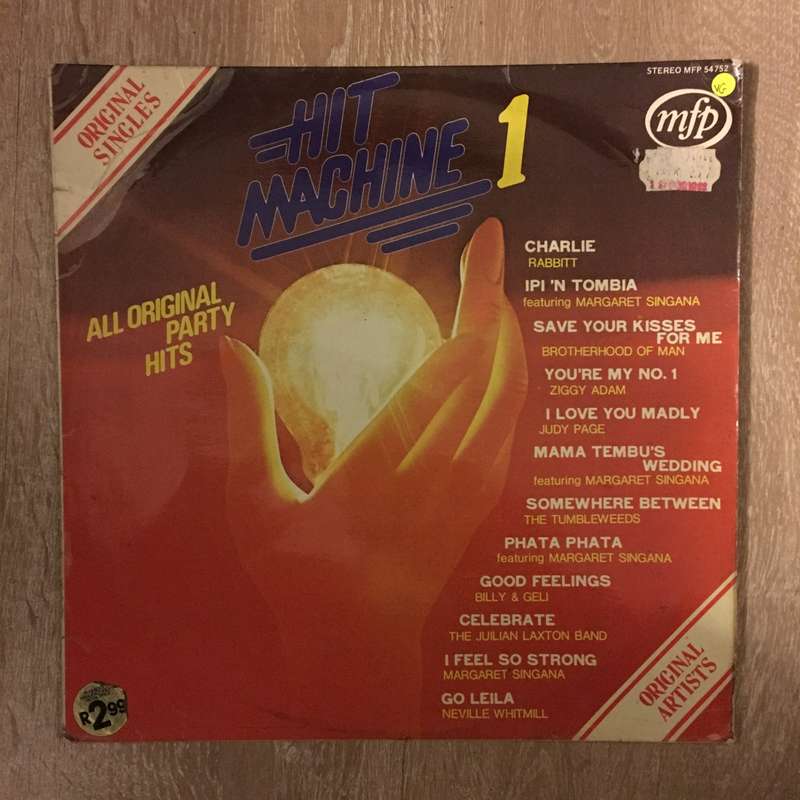 STEREO MFP 54752
VG
mfp
ORIGINAL
SINGLES
HIT
MACHINE 1
ALL ORIGINAL
PARTY
HITS
CHARLIE
RABBITT
IPI 'N TOMBIA
featuring MARGARET SINGANA
SAVE YOUR KISSES
FOR ME
BROTHERHOOD OF MAN
YOU'RE MY NO. 1
ZIGGY ADAM
I LOVE YOU MADLY
JUDY PAGE
MAMA TEMBU'S
WEDDING
featuring MARGARET SINGANA
SOMEWHERE BETWEEN
THE TUMBLEWEEDS
PHATA PHATA
featuring MARGARET SINGANA
GOOD FEELINGS
BILLY & GELI
CELEBRATE
THE JUILIAN LAXTON BAND
I FEEL SO STRONG
MARGARET SINGANA
GO LEILA
NEVILLE WHITMILL
ORIGINAL
ARTISTS
R2.99